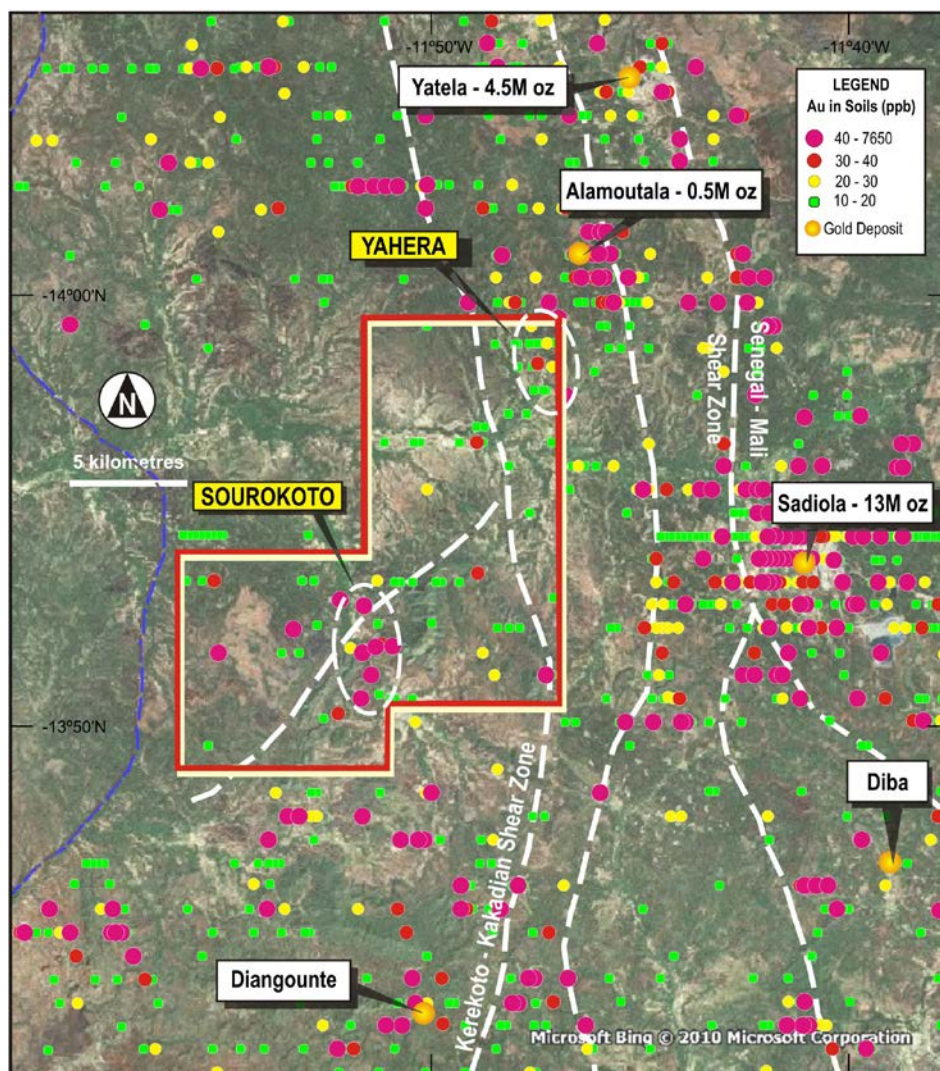 -11°50'W
-11°40'W
Yatela - 4.5M oz
LEGEND
Au in Soils (ppb)
40 - 7650
30 - 40
20 - 30
10 - 20
Gold Deposit
Alamoutala - 0.5M oz
YAHERA
-14°00'N
Senegal - Mali
Shear Zone
N
5 kilometres
SOUROKOTO
Sadiola - 13M oz
-13°50'N
Diba
Kerekoto - Kakadian Shear Zone
Diangounte
Microsoft Bing © 2010 Microsoft Corporation